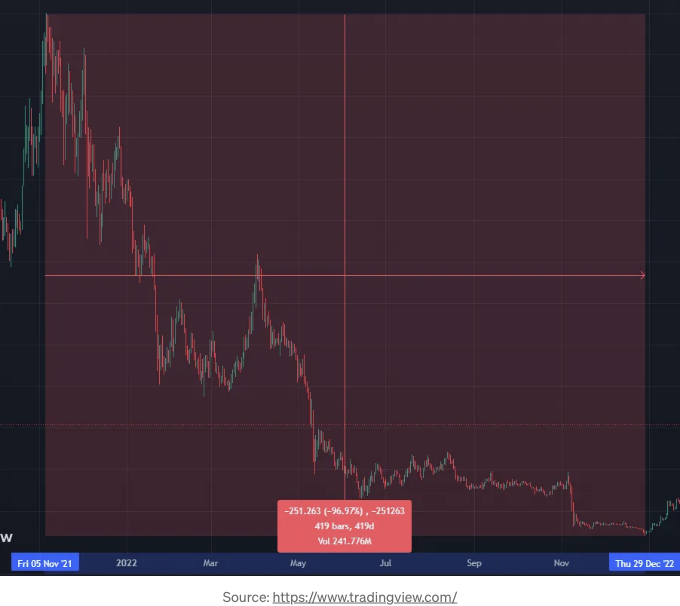 -251.263 (-96.97%) , -251263
419 bars, 419d
Vol 241.776M
W
Fri 05 Nov '21 2022 Mar May Jul Sep Nov Thu 29 Dec '22
Source: https://www.tradingview.com/